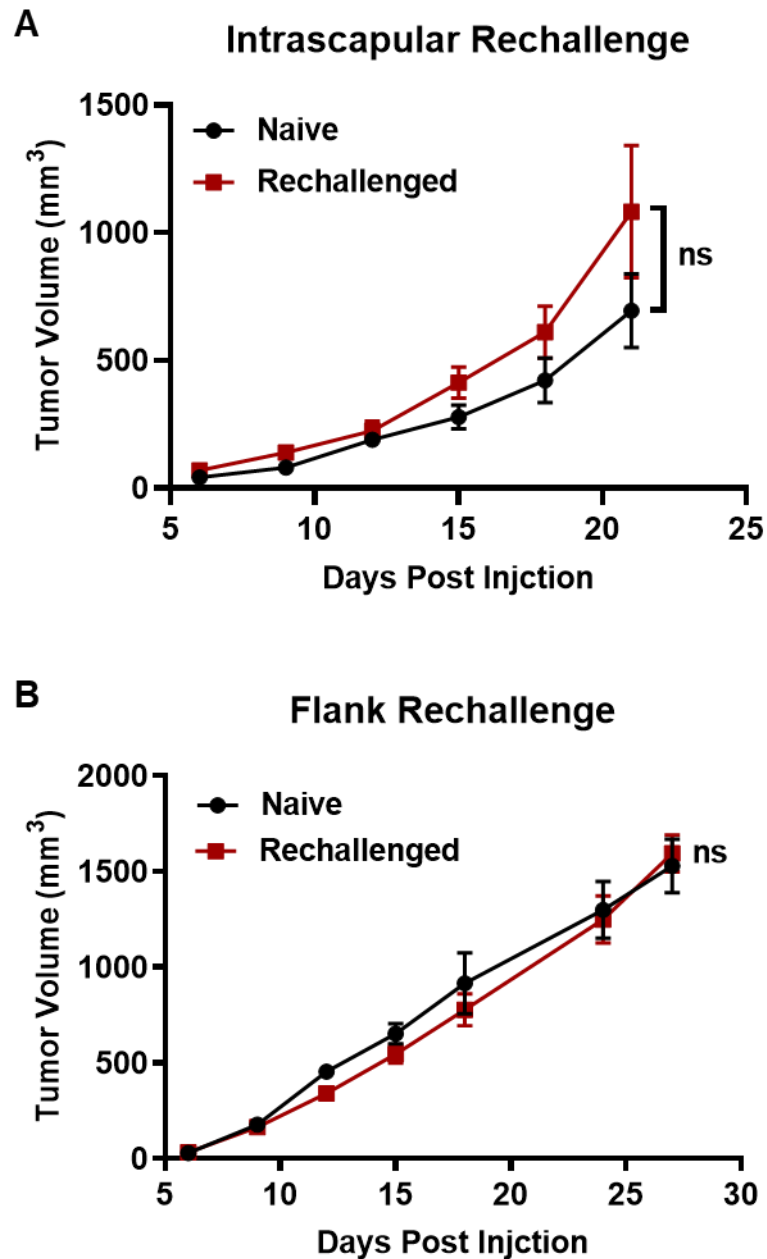 A
Intrascapular Rechallenge
1500
1000
500
0
Tumor Volume (mm³)
Naive
Rechallenged
ns
5 10 15 20 25
Days Post Injction
B
Flank Rechallenge
2000
1500
1000
500
0
Tumor Volume (mm³)
Naive
Rechallenged
ns
5 10 15 20 25 30
Days Post Injction